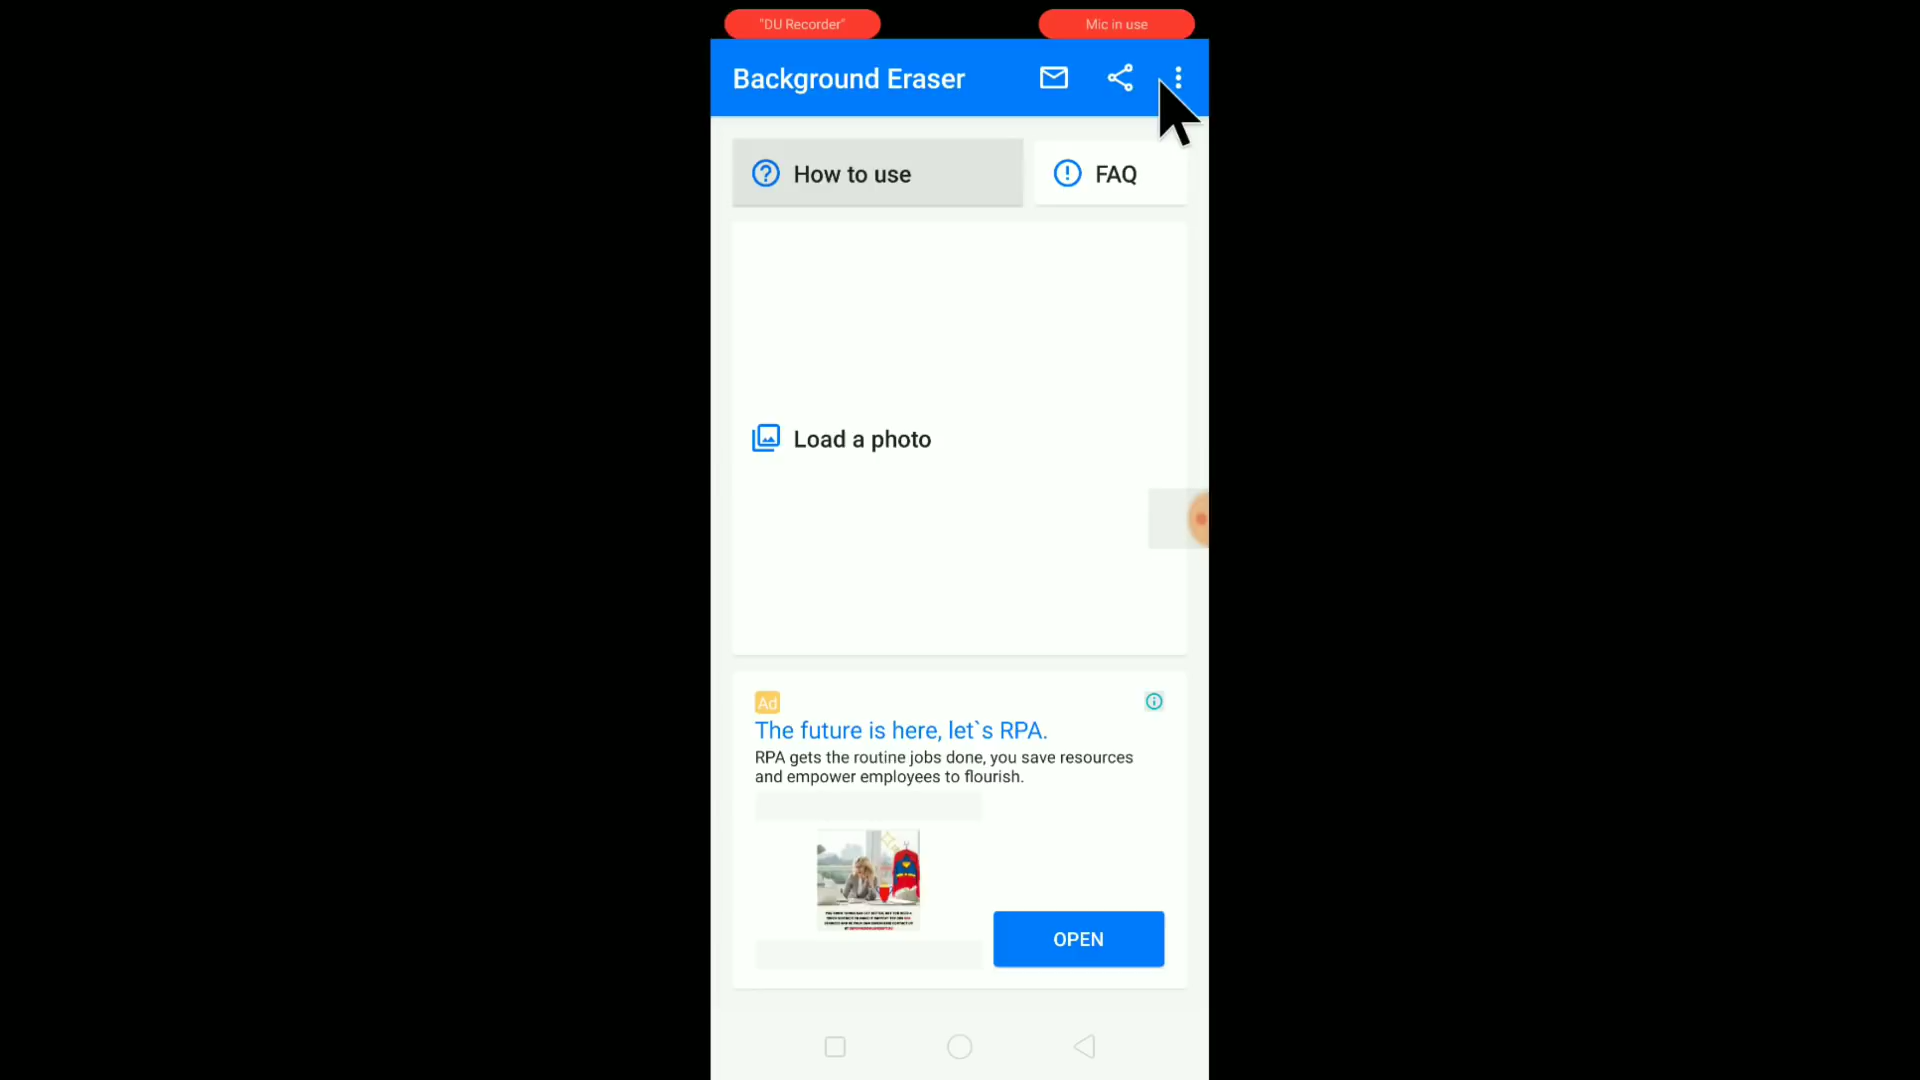 "DU Recorder"
Mic in use
Background Eraser
How to use
FAQ
Load a photo
Ad
The future is here, let`s RPA.
RPA gets the routine jobs done, you save resources
and empower employees to flourish.
OPEN